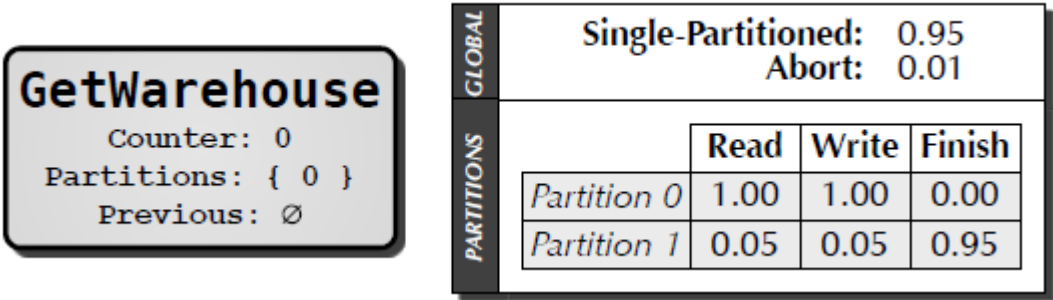 GetWarehouse
Counter: 0
Partitions: { 0 }
Previous: ∅
GLOBAL
Single-Partitioned: 0.95
Abort: 0.01
PARTITIONS
Read Write Finish
Partition 0 1.00 1.00 0.00
Partition 1 0.05 0.05 0.95